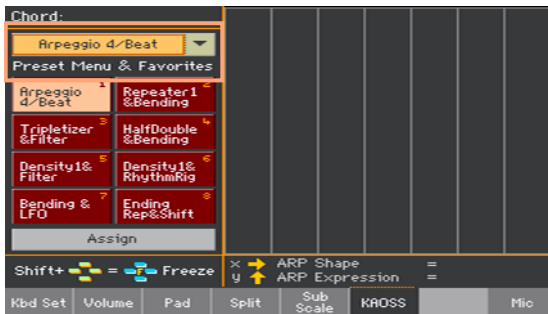 Chord:
Arpeggio 4/Beat
Preset Menu & Favorites
Arpeggio 4/Beat 1
Repeater1 &Bending 2
Tripletizer &Filter 3
HalfDouble &Bending 4
Density1& Filter 5
Density1& RhythmRig 6
Bending & LFO 7
Ending Rep&Shift 8
Assign
Shift+ = F Freeze
x ARP Shape =
y ARP Expression =
Kbd Set Volume Pad Split Sub Scale KAOSS Mic